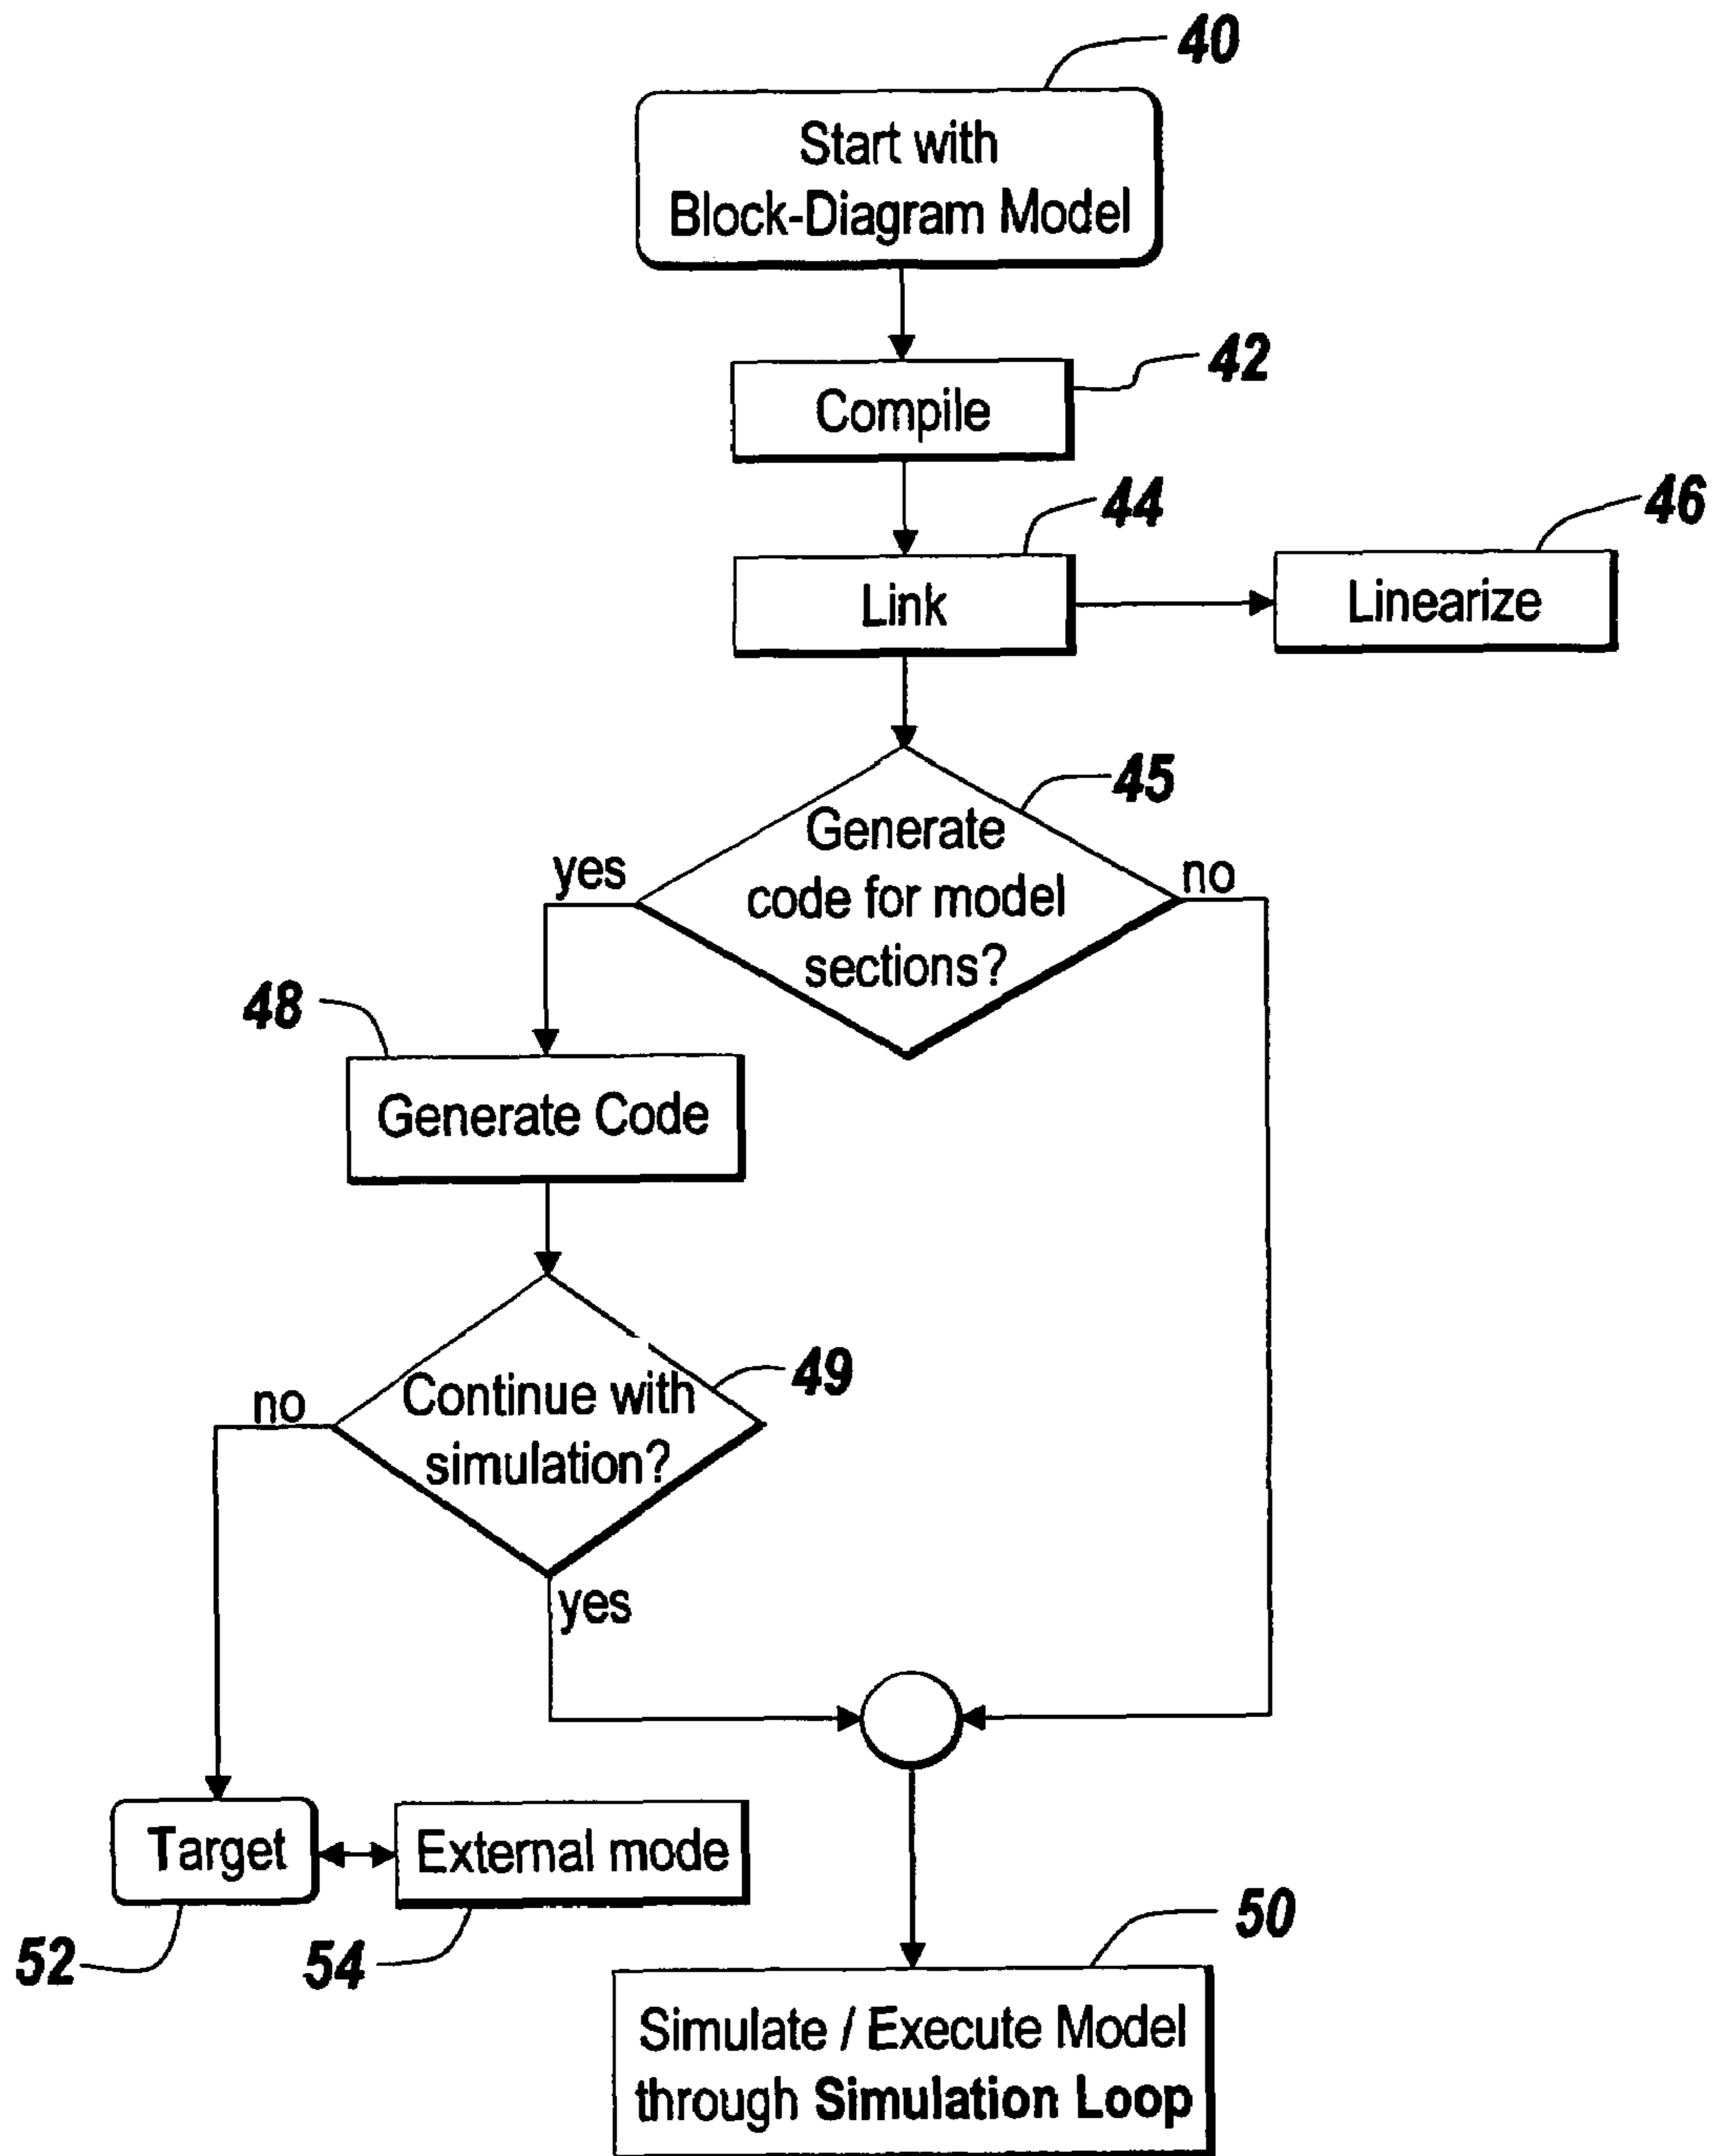 40
Start with
Block-Diagram Model
42
Compile
44
46
Link
Linearize
45
Generate
code for model
sections?
yes
no
48
Generate Code
49
Continue with
simulation?
no
yes
Target
External mode
52
54
50
Simulate / Execute Model
through Simulation Loop